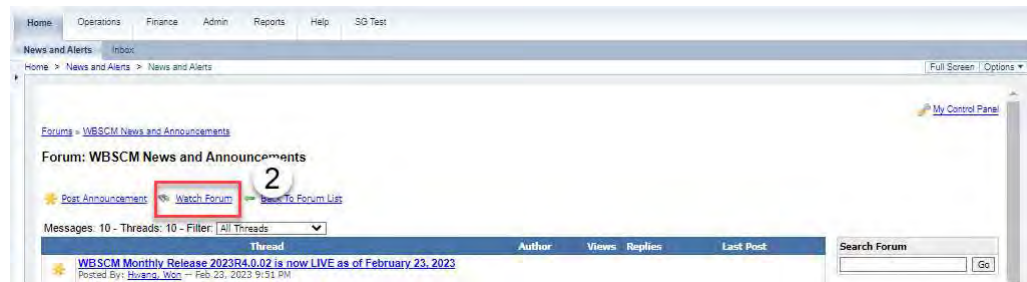 Home Operations Finance Admin Reports Help SG Test
News and Alerts Inbox
Home > News and Alerts > News and Alerts Full Screen Options
My Control Panel
Forums » WBSCM News and Announcements
Forum: WBSCM News and Announcements
2
Post Announcement Watch Forum Back To Forum List
Messages: 10 - Threads: 10 - Filter: All Threads
Thread Author Views Replies Last Post Search Forum
WBSCM Monthly Release 2023R4.0.02 is now LIVE as of February 23, 2023
Posted By: Hwang, Won — Feb 23, 2023 9:51 PM Go